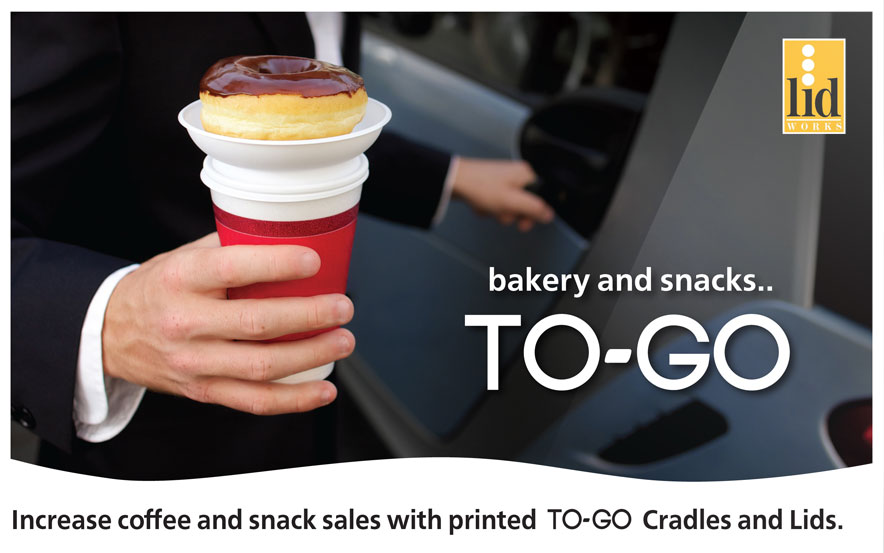 lid
WORKS
bakery and snacks..
TO-GO
Increase coffee and snack sales with printed TO-GO Cradles and Lids.